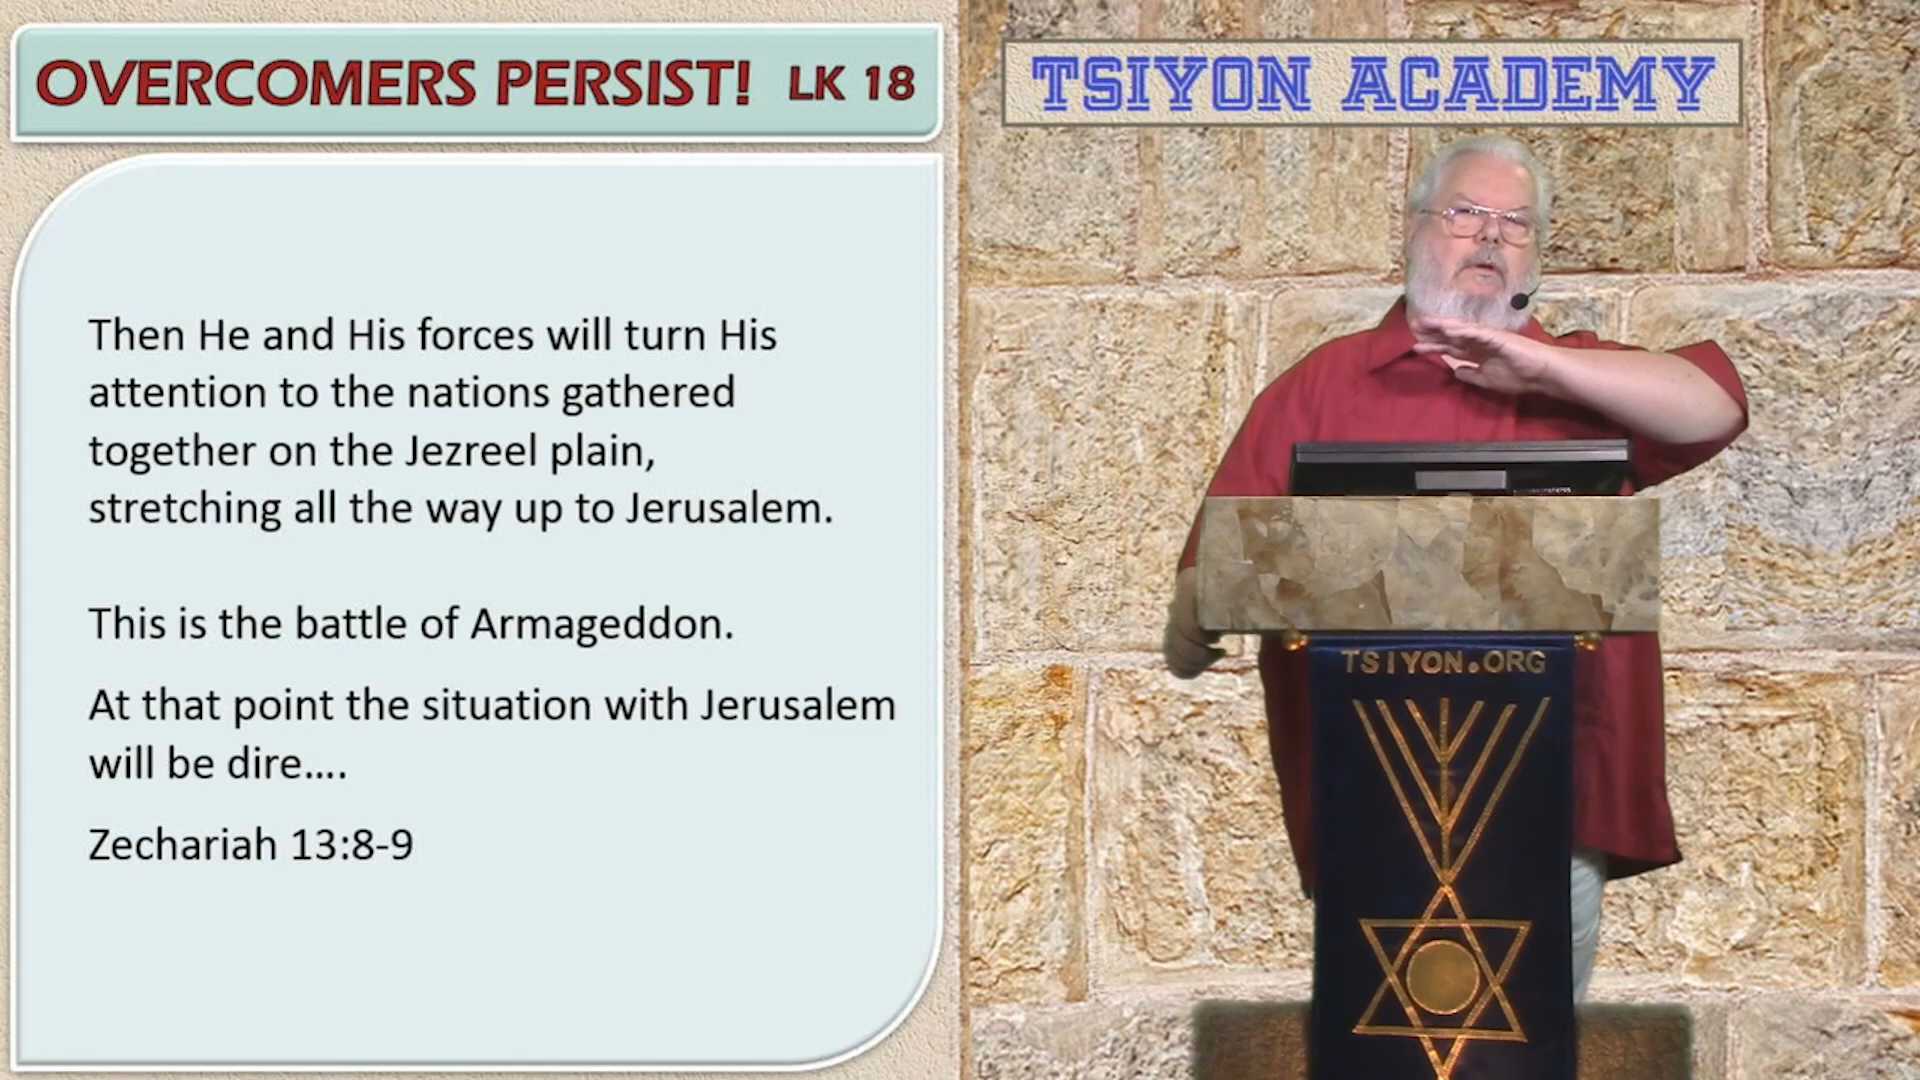 OVERCOMERS PERSIST! LK 18
TSIYON ACADEMY
Then He and His forces will turn His
attention to the nations gathered
together on the Jezreel plain,
stretching all the way up to Jerusalem.
This is the battle of Armageddon.
At that point the situation with Jerusalem
will be dire....
Zechariah 13:8-9
TSIYON.ORG